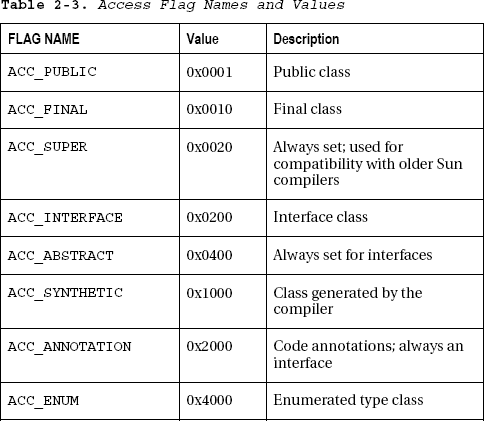 Table 2-3. Access Flag Names and Values
FLAG NAME Value Description
ACC_PUBLIC 0x0001 Public class
ACC_FINAL 0x0010 Final class
ACC_SUPER 0x0020 Always set; used for
compatibility with older Sun
compilers
ACC_INTERFACE 0x0200 Interface class
ACC_ABSTRACT 0x0400 Always set for interfaces
ACC_SYNTHETIC 0x1000 Class generated by the
compiler
ACC_ANNOTATION 0x2000 Code annotations; always an
interface
ACC_ENUM 0x4000 Enumerated type class